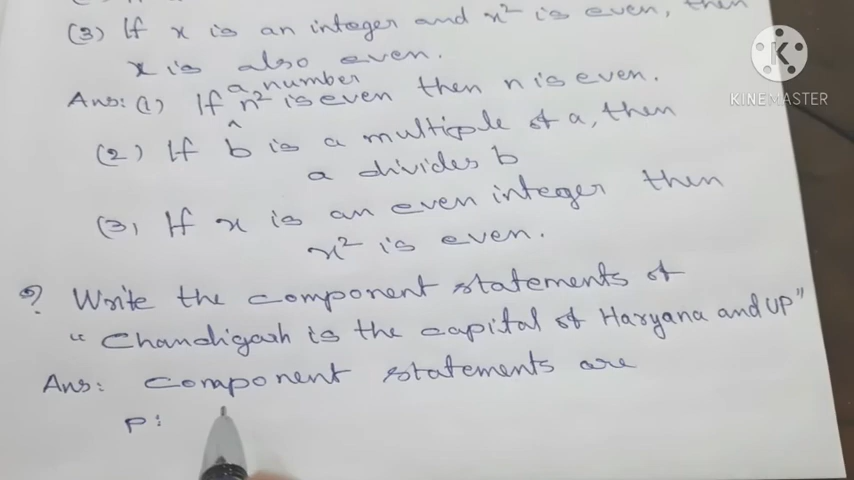 (3) If x is an integer and x² is even, then
x is also even.
Ans: (1) If n² is even then n is even.
a number
(2) If ^ b is a multiple of a, then
a divides b
(3) If x is an even integer then
x² is even.
? Write the component statements of
"Chandigarh is the capital of Haryana and UP"
Ans: Component statements are
P:
KINEMASTER